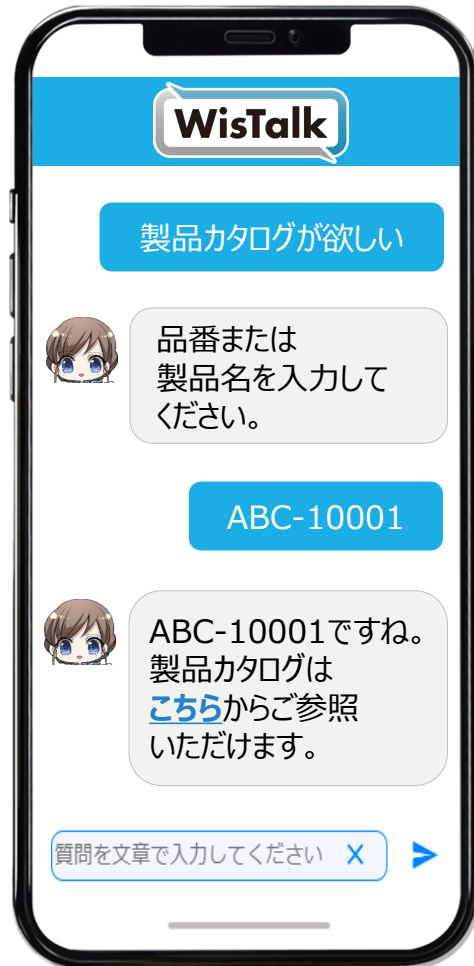 WisTalk
製品カタログが欲しい
品番または
製品名を入力して
ください。
ABC-10001
ABC-10001ですね。
製品カタログは
こちらからご参照
いただけます。
質問を文章で入力してください X